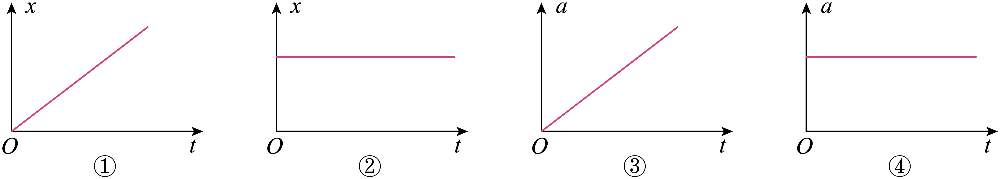 x x a a
O t O t O t O t
① ② ③ ④